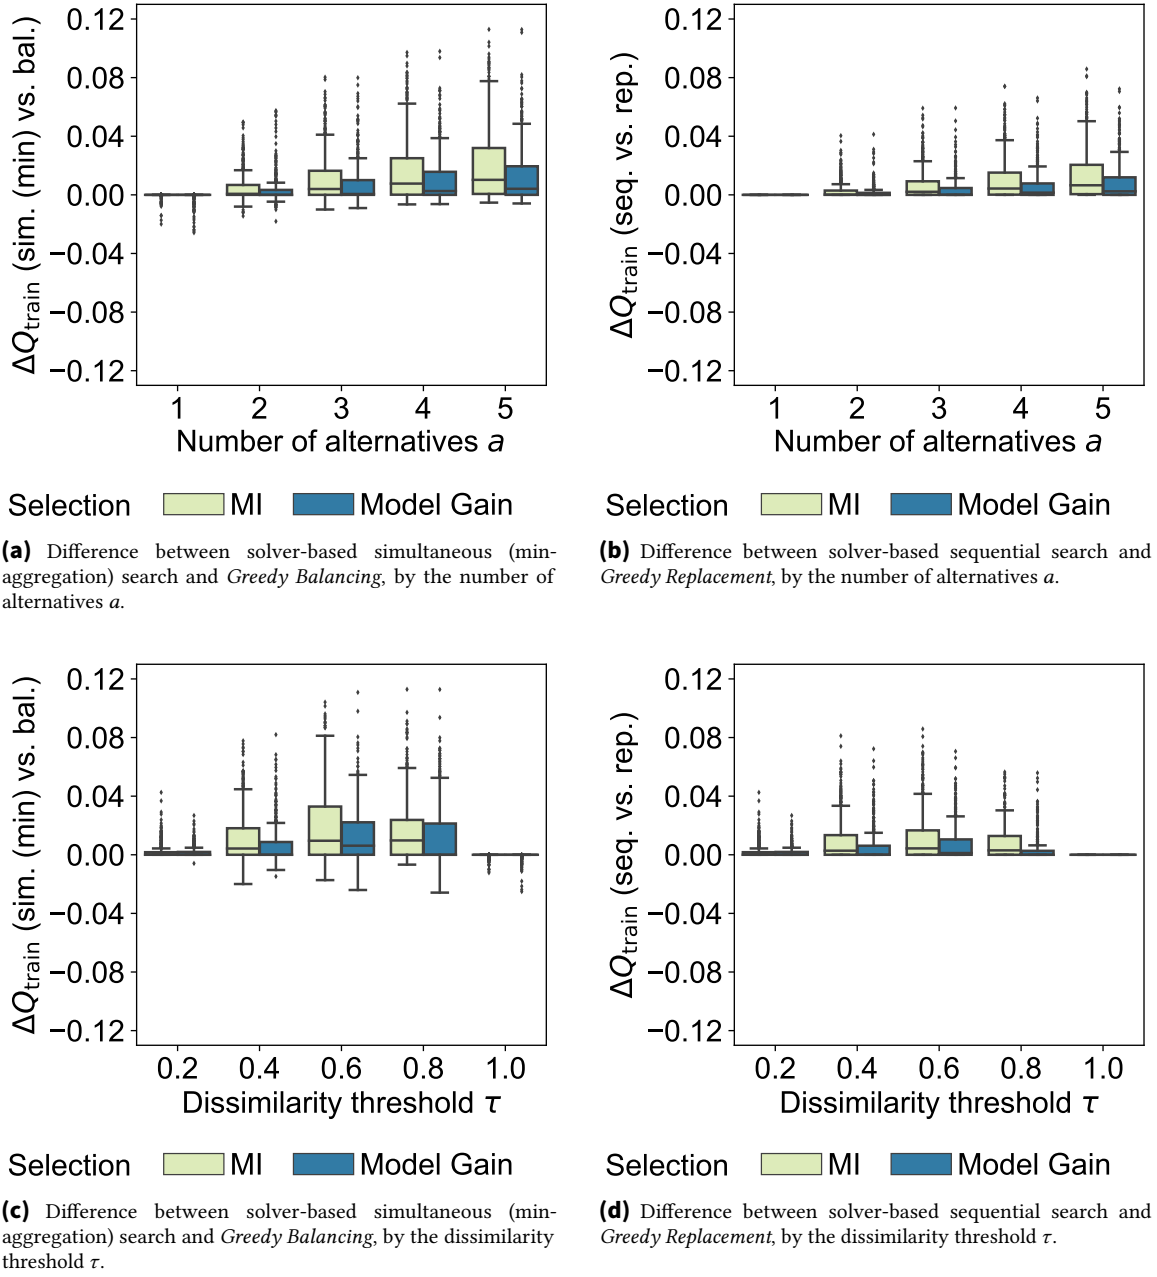 0.12
0.08
0.04
0.00
−0.04
−0.08
−0.12
ΔQtrain (sim. (min) vs. bal.)
1 2 3 4 5
Number of alternatives a
Selection MI Model Gain
(a) Difference between solver-based simultaneous (min-
aggregation) search and Greedy Balancing, by the number of
alternatives a.
0.12
0.08
0.04
0.00
−0.04
−0.08
−0.12
ΔQtrain (seq. vs. rep.)
1 2 3 4 5
Number of alternatives a
Selection MI Model Gain
(b) Difference between solver-based sequential search and
Greedy Replacement, by the number of alternatives a.
0.12
0.08
0.04
0.00
−0.04
−0.08
−0.12
ΔQtrain (sim. (min) vs. bal.)
0.2 0.4 0.6 0.8 1.0
Dissimilarity threshold τ
Selection MI Model Gain
(c) Difference between solver-based simultaneous (min-
aggregation) search and Greedy Balancing, by the dissimilarity
threshold τ.
0.12
0.08
0.04
0.00
−0.04
−0.08
−0.12
ΔQtrain (seq. vs. rep.)
0.2 0.4 0.6 0.8 1.0
Dissimilarity threshold τ
Selection MI Model Gain
(d) Difference between solver-based sequential search and
Greedy Replacement, by the dissimilarity threshold τ.